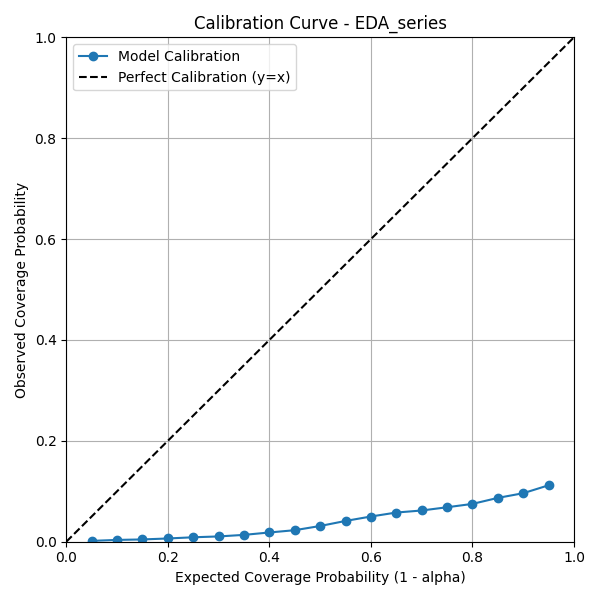 Calibration Curve - EDA_series
Model Calibration
Perfect Calibration (y=x)
Observed Coverage Probability
1.0
0.8
0.6
0.4
0.2
0.0
0.0 0.2 0.4 0.6 0.8 1.0
Expected Coverage Probability (1 - alpha)